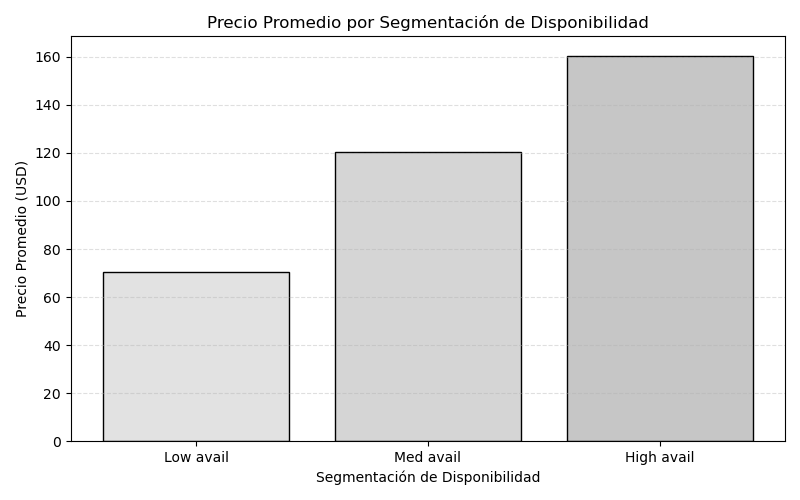 Precio Promedio por Segmentación de Disponibilidad
Precio Promedio (USD)
160
140
120
100
80
60
40
20
0
Low avail
Med avail
High avail
Segmentación de Disponibilidad